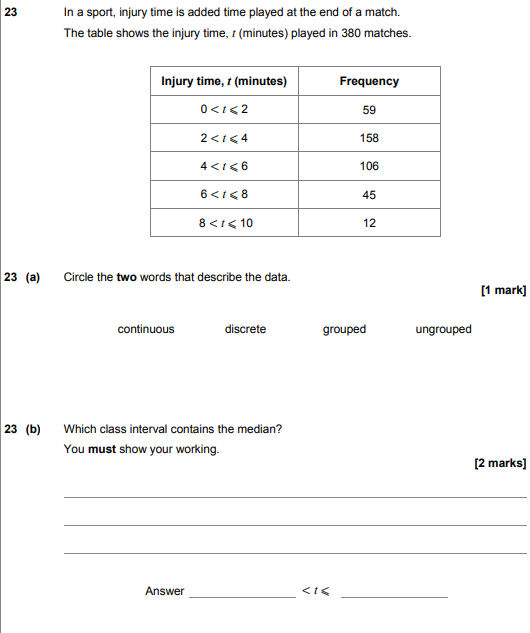 23 In a sport, injury time is added time played at the end of a match.
The table shows the injury time, t (minutes) played in 380 matches.
Injury time, t (minutes) Frequency
0 < t ⩽ 2 59
2 < t ⩽ 4 158
4 < t ⩽ 6 106
6 < t ⩽ 8 45
8 < t ⩽ 10 12
23 (a) Circle the two words that describe the data.
[1 mark]
continuous discrete grouped ungrouped
23 (b) Which class interval contains the median?
You must show your working.
[2 marks]
Answer ____________ < t ⩽ ____________